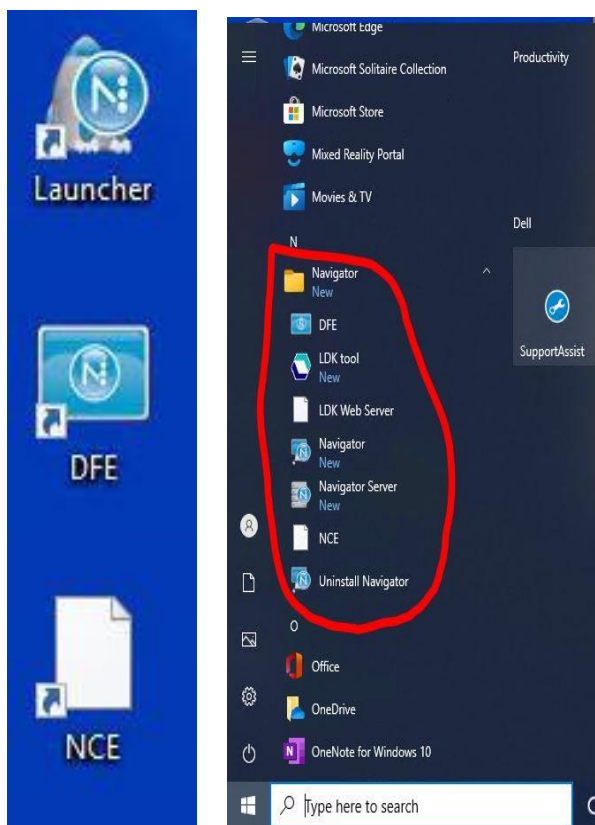 Launcher
DFE
NCE
Microsoft Edge
Microsoft Solitaire Collection
Microsoft Store
Mixed Reality Portal
Movies & TV
N
Navigator
New
DFE
LDK tool
New
LDK Web Server
Navigator
New
Navigator Server
New
NCE
Uninstall Navigator
O
Office
OneDrive
OneNote for Windows 10
Productivity
Dell
SupportAssist
Type here to search